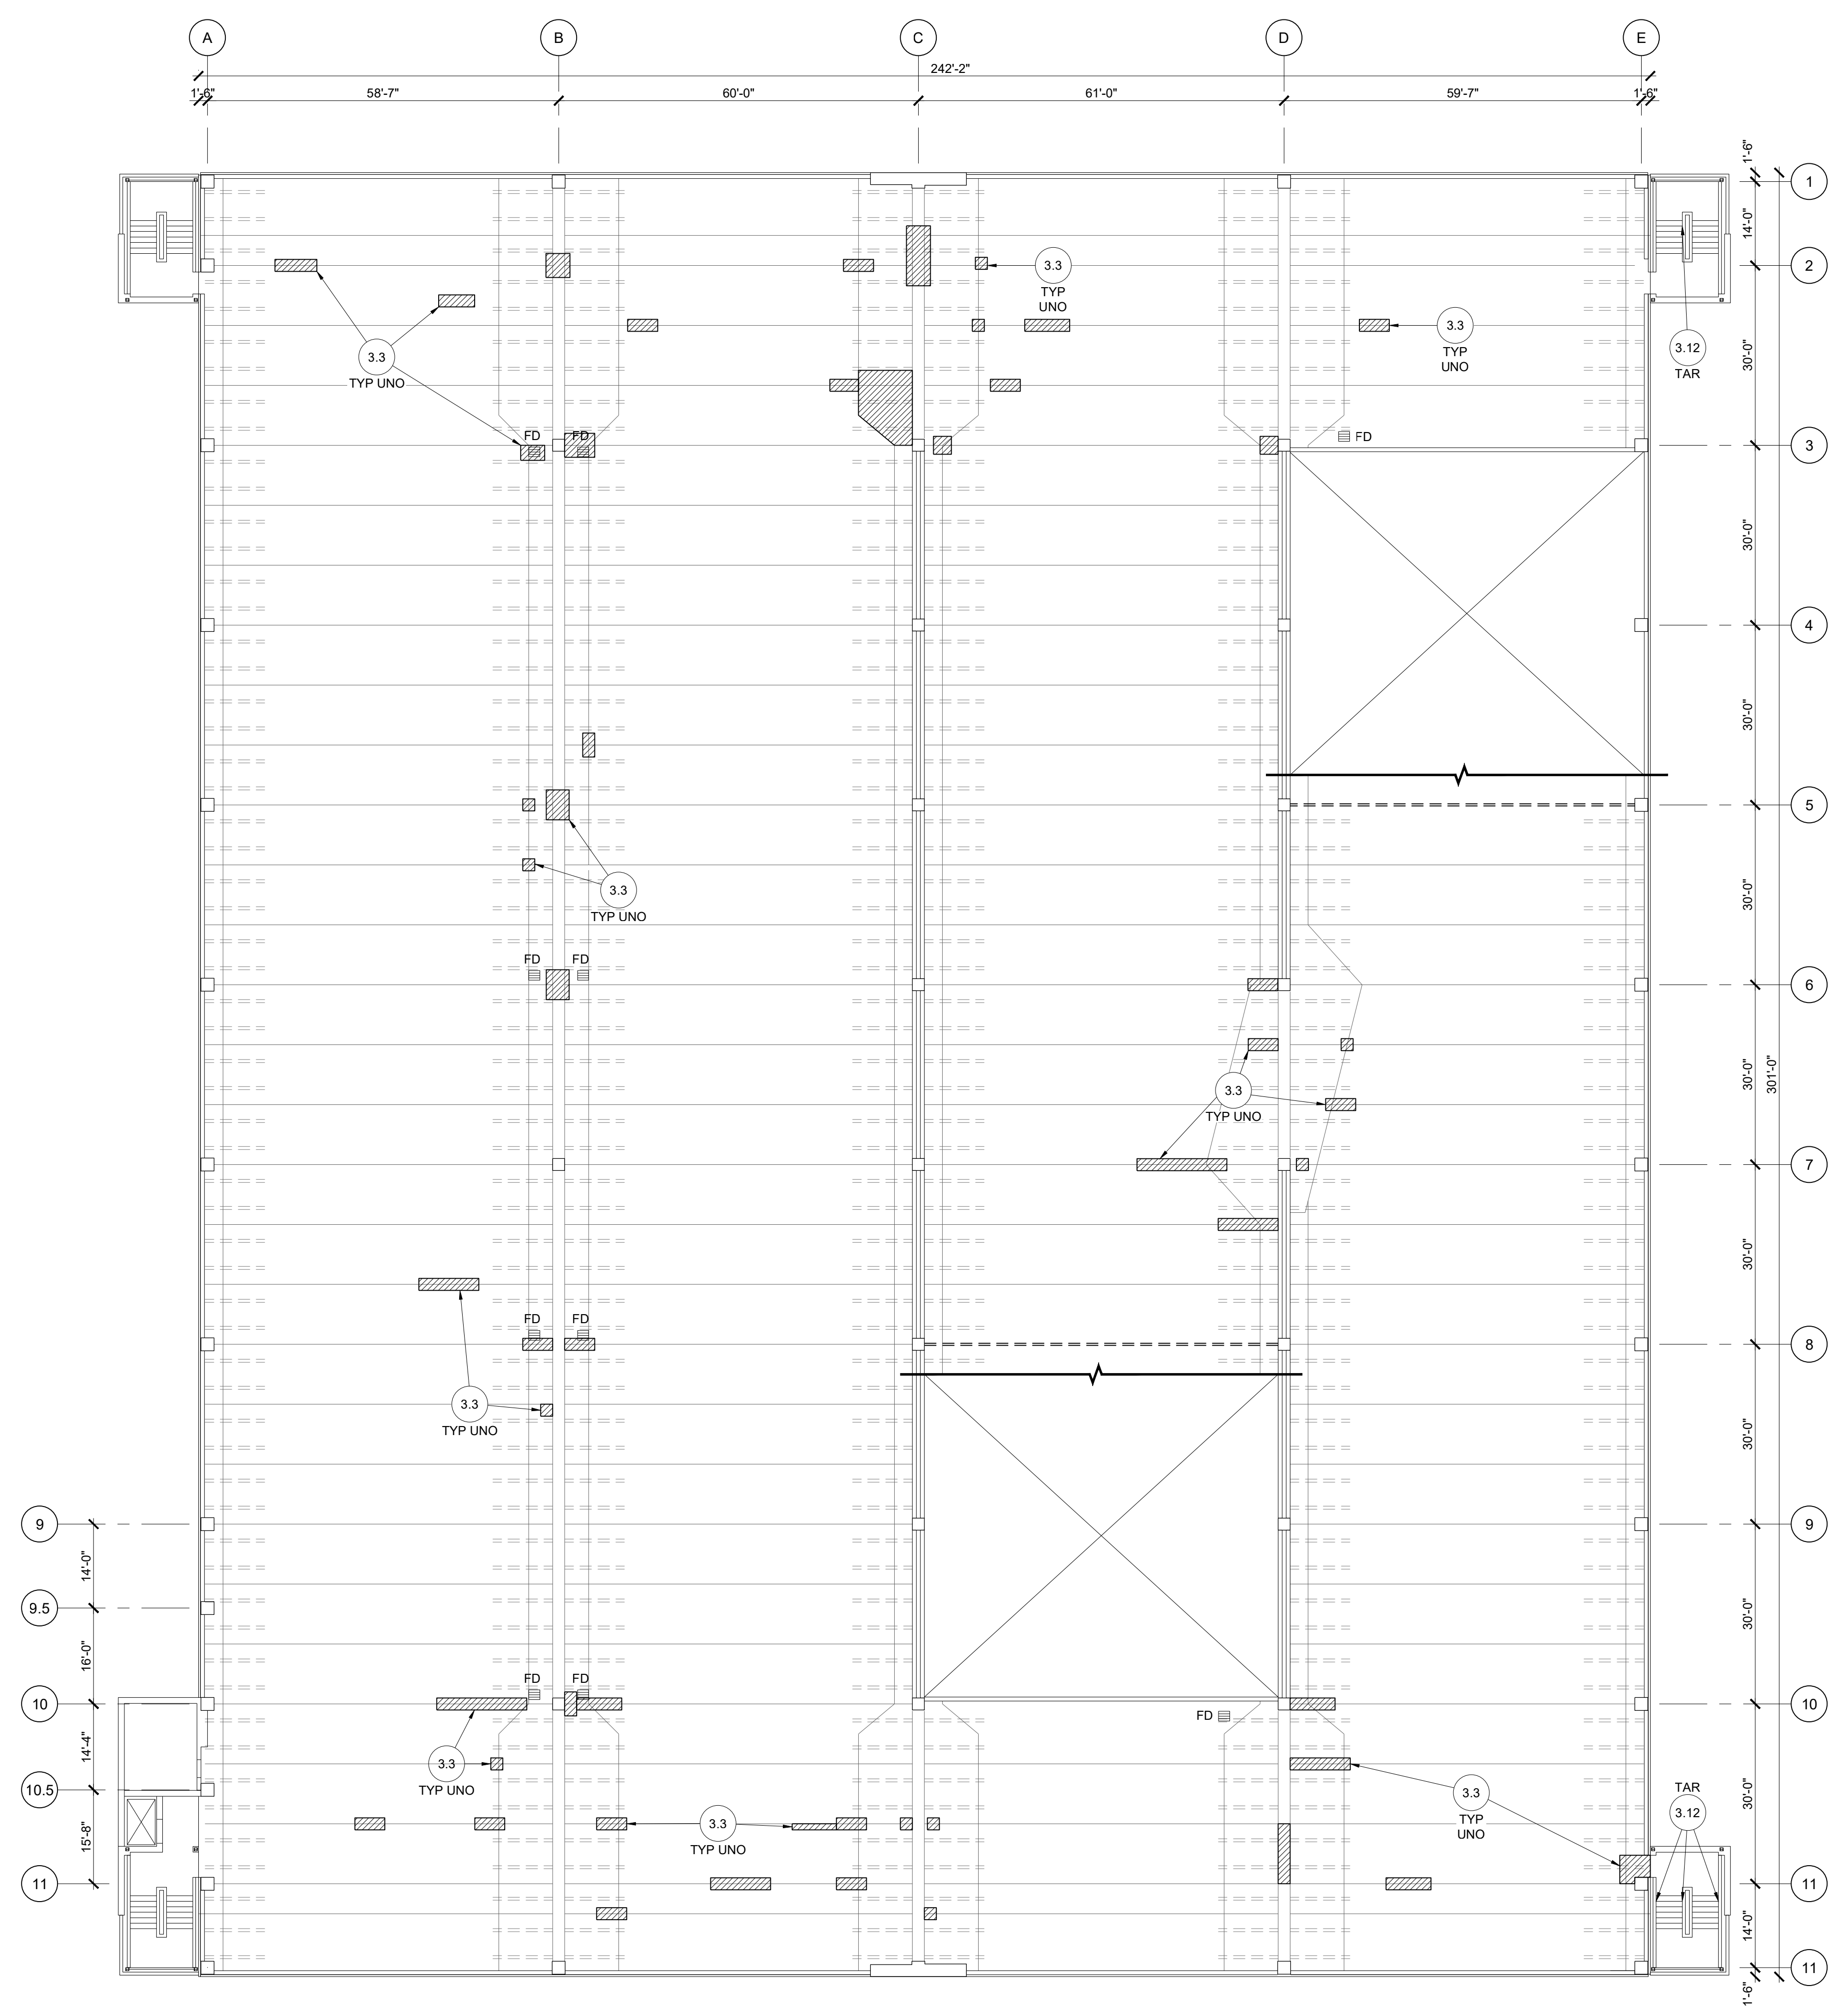 A
B
C
D
E
242'-2"
1'-6"
58'-7"
60'-0"
61'-0"
59'-7"
1'-6"
1'-6"
1
14'-0"
2
3.3
TYP
UNO
3.3
TYP
UNO
3.3
TYP UNO
3.12
TAR
30'-0"
FD
FD
FD
3
30'-0"
4
30'-0"
5
3.3
TYP UNO
30'-0"
FD
FD
6
3.3
TYP UNO
30'-0"
301'-0"
7
30'-0"
FD
FD
8
3.3
TYP UNO
30'-0"
9
9
14'-0"
9.5
30'-0"
16'-0"
FD
FD
10
10
FD
14'-4"
3.3
TYP UNO
10.5
3.3
TYP
UNO
30'-0"
TAR
3.12
3.3
TYP UNO
15'-8"
11
11
14'-0"
11
1'-6"